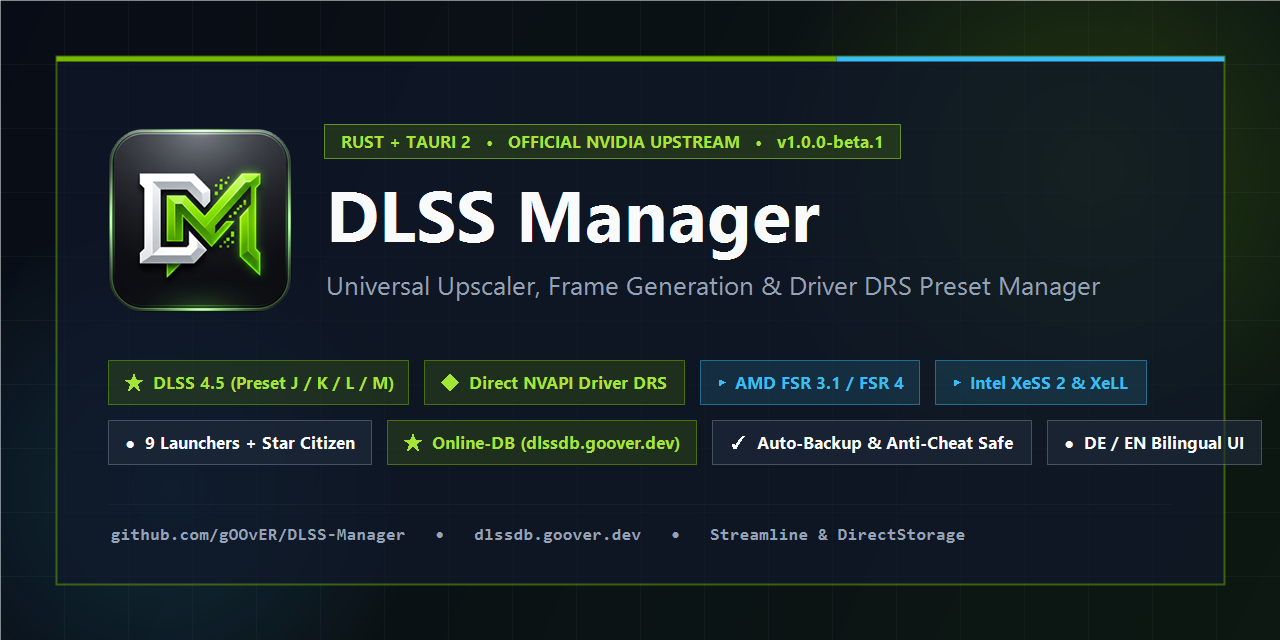 DM
RUST + TAURI 2 • OFFICIAL NVIDIA UPSTREAM • v1.0.0-beta.1
DLSS Manager
Universal Upscaler, Frame Generation & Driver DRS Preset Manager
★ DLSS 4.5 (Preset J / K / L / M) ◆ Direct NVAPI Driver DRS ▸ AMD FSR 3.1 / FSR 4 ▸ Intel XeSS 2 & XeLL
● 9 Launchers + Star Citizen ★ Online-DB (dlssdb.goover.dev) ✓ Auto-Backup & Anti-Cheat Safe ● DE / EN Bilingual UI
github.com/gOOvER/DLSS-Manager • dlssdb.goover.dev • Streamline & DirectStorage